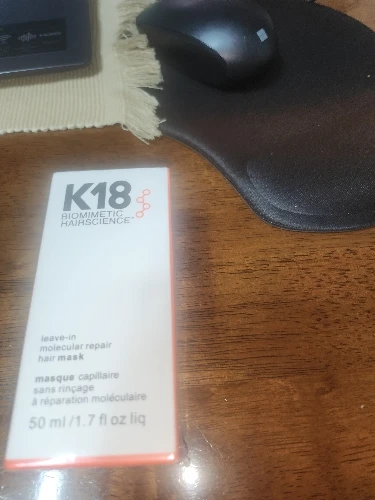 K18
BIOMIMETIC
HAIRSCIENCE
leave-in
molecular repair
hair mask
masque capillaire
sans rinçage
à réparation moléculaire
50 ml /1.7 fl oz liq